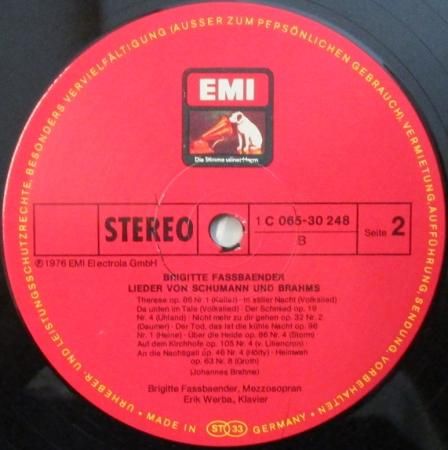 URHEBER- UND LEISTUNGSSCHUTZRECHTE, BESONDERS VERVIELFÄLTIGUNG (AUSSER ZUM PERSÖNLICHEN GEBRAUCH), VERMIETUNG, AUFFÜHRUNG, SENDUNG, VORBEHALTEN
EMI
Die Stimme seines Herrn
STEREO
1 C 065-30 248
B
Seite 2
℗1976 EMI Electrola GmbH
BRIGITTE FASSBAENDER
LIEDER VON SCHUMANN UND BRAHMS
Therese op. 86 Nr. 1 (Keller) · In stiller Nacht (Volkslied)
Da unten im Tale (Volkslied) · Der Schmied op. 19
Nr. 4 (Uhland) · Nicht mehr zu dir gehen op. 32 Nr. 2
(Daumer) · Der Tod, das ist die kühle Nacht op. 96
Nr. 1 (Heine) · Über die Heide op. 86 Nr. 4 (Storm)
Auf dem Kirchhofe op. 105 Nr. 4 (v. Liliencron)
An die Nachtigall op. 46 Nr. 4 (Hölty) · Heimweh
op. 63 Nr. 8 (Groth)
(Johannes Brahms)
Brigitte Fassbaender, Mezzosopran
Erik Werba, Klavier
MADE IN
ST 33
GERMANY